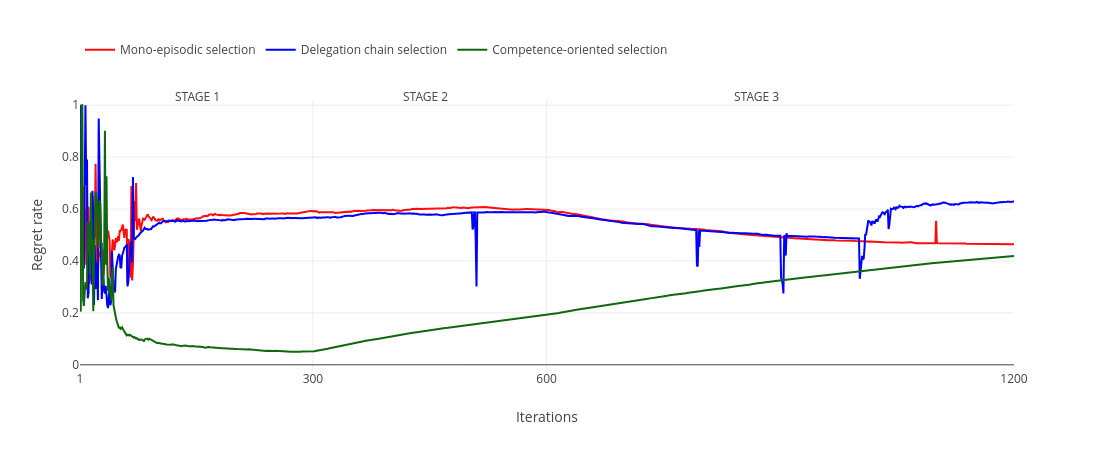 Mono-episodic selection Delegation chain selection Competence-oriented selection
STAGE 1 STAGE 2 STAGE 3
1
0.8
0.6
0.4
0.2
0
Regret rate
1 300 600 1200
Iterations